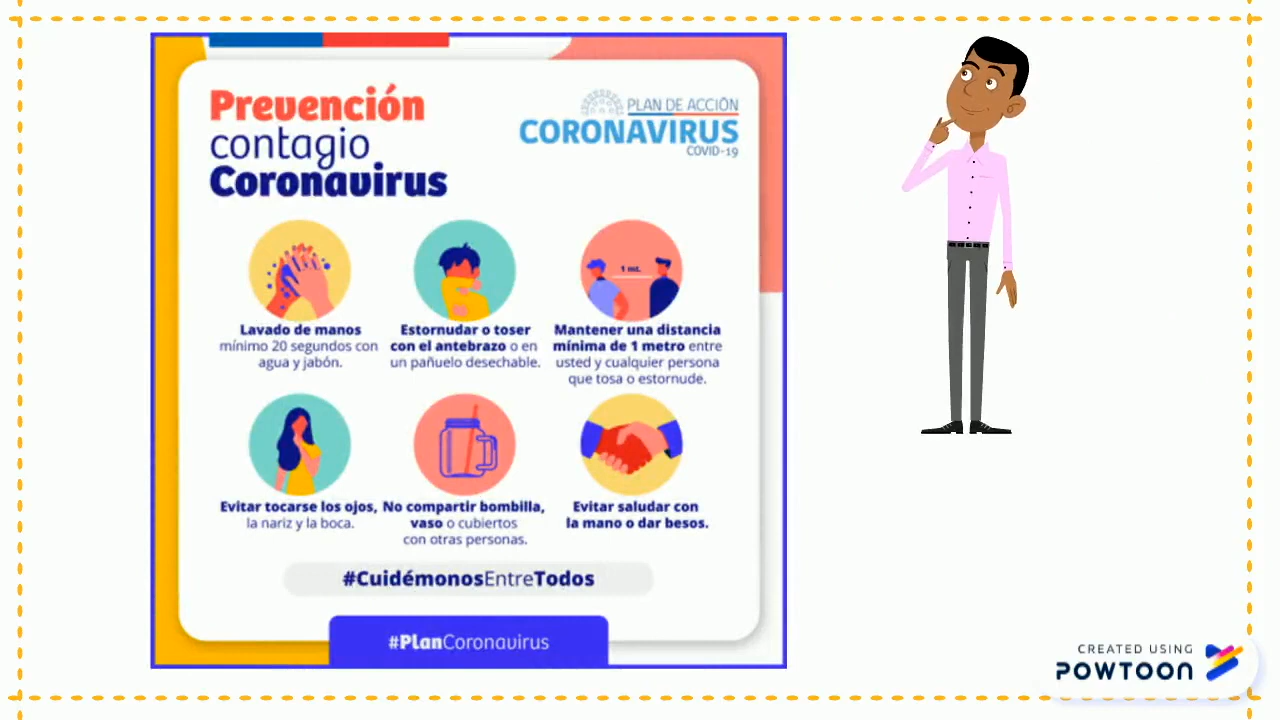 Prevención
contagio
Coronavirus
PLAN DE ACCIÓN
CORONAVIRUS
COVID-19
1 mt.
Lavado de manos
mínimo 20 segundos con
agua y jabón.
Estornudar o toser
con el antebrazo o en
un pañuelo desechable.
Mantener una distancia
mínima de 1 metro entre
usted y cualquier persona
que tosa o estornude.
Evitar tocarse los ojos,
la nariz y la boca.
No compartir bombilla,
vaso o cubiertos
con otras personas.
Evitar saludar con
la mano o dar besos.
#CuidémonosEntreTodos
#PlanCoronavirus
CREATED USING
POWTOON